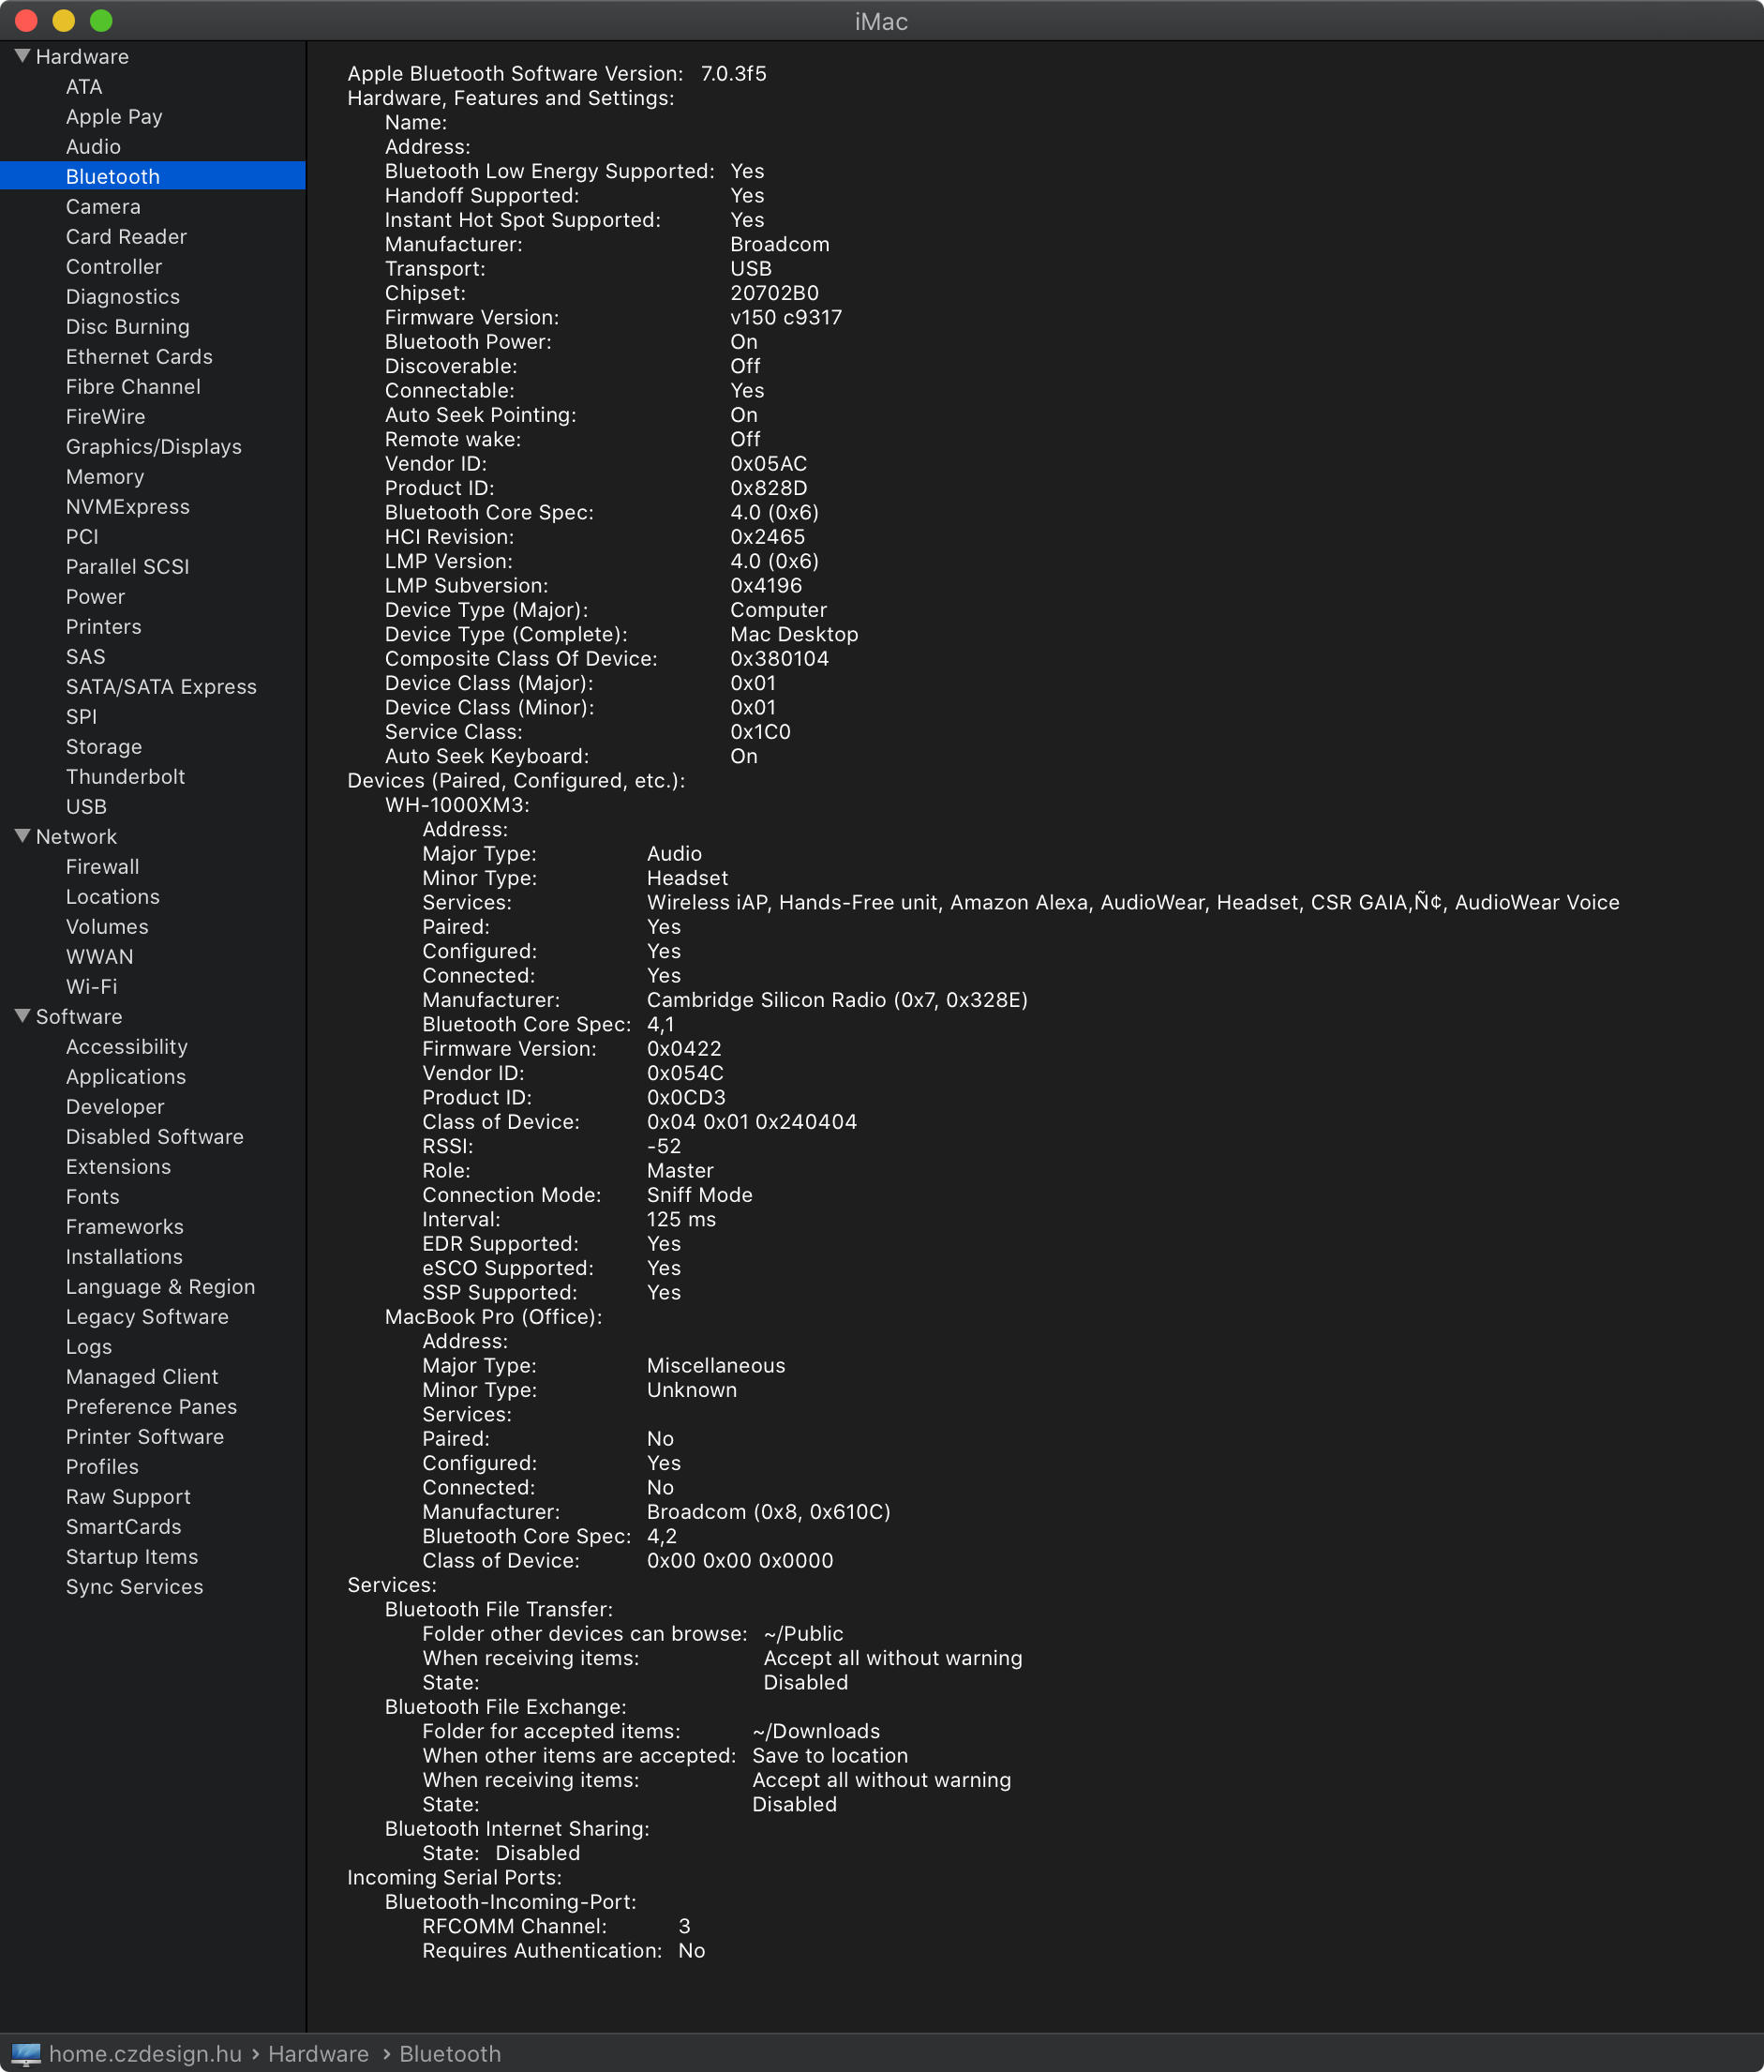 iMac
Hardware
ATA
Apple Pay
Audio
Bluetooth
Camera
Card Reader
Controller
Diagnostics
Disc Burning
Ethernet Cards
Fibre Channel
FireWire
Graphics/Displays
Memory
NVMExpress
PCI
Parallel SCSI
Power
Printers
SAS
SATA/SATA Express
SPI
Storage
Thunderbolt
USB
Network
Firewall
Locations
Volumes
WWAN
Wi-Fi
Software
Accessibility
Applications
Developer
Disabled Software
Extensions
Fonts
Frameworks
Installations
Language & Region
Legacy Software
Logs
Managed Client
Preference Panes
Printer Software
Profiles
Raw Support
SmartCards
Startup Items
Sync Services
Apple Bluetooth Software Version: 7.0.3f5
Hardware, Features and Settings:
Name:
Address:
Bluetooth Low Energy Supported: Yes
Handoff Supported: Yes
Instant Hot Spot Supported: Yes
Manufacturer: Broadcom
Transport: USB
Chipset: 20702B0
Firmware Version: v150 c9317
Bluetooth Power: On
Discoverable: Off
Connectable: Yes
Auto Seek Pointing: On
Remote wake: Off
Vendor ID: 0x05AC
Product ID: 0x828D
Bluetooth Core Spec: 4.0 (0x6)
HCI Revision: 0x2465
LMP Version: 4.0 (0x6)
LMP Subversion: 0x4196
Device Type (Major): Computer
Device Type (Complete): Mac Desktop
Composite Class Of Device: 0x380104
Device Class (Major): 0x01
Device Class (Minor): 0x01
Service Class: 0x1C0
Auto Seek Keyboard: On
Devices (Paired, Configured, etc.):
WH-1000XM3:
Address:
Major Type: Audio
Minor Type: Headset
Services: Wireless iAP, Hands-Free unit, Amazon Alexa, AudioWear, Headset, CSR GAIA‚Ñ¢, AudioWear Voice
Paired: Yes
Configured: Yes
Connected: Yes
Manufacturer: Cambridge Silicon Radio (0x7, 0x328E)
Bluetooth Core Spec: 4,1
Firmware Version: 0x0422
Vendor ID: 0x054C
Product ID: 0x0CD3
Class of Device: 0x04 0x01 0x240404
RSSI: -52
Role: Master
Connection Mode: Sniff Mode
Interval: 125 ms
EDR Supported: Yes
eSCO Supported: Yes
SSP Supported: Yes
MacBook Pro (Office):
Address:
Major Type: Miscellaneous
Minor Type: Unknown
Services:
Paired: No
Configured: Yes
Connected: No
Manufacturer: Broadcom (0x8, 0x610C)
Bluetooth Core Spec: 4,2
Class of Device: 0x00 0x00 0x0000
Services:
Bluetooth File Transfer:
Folder other devices can browse: ~/Public
When receiving items: Accept all without warning
State: Disabled
Bluetooth File Exchange:
Folder for accepted items: ~/Downloads
When other items are accepted: Save to location
When receiving items: Accept all without warning
State: Disabled
Bluetooth Internet Sharing:
State: Disabled
Incoming Serial Ports:
Bluetooth-Incoming-Port:
RFCOMM Channel: 3
Requires Authentication: No
home.czdesign.hu › Hardware › Bluetooth